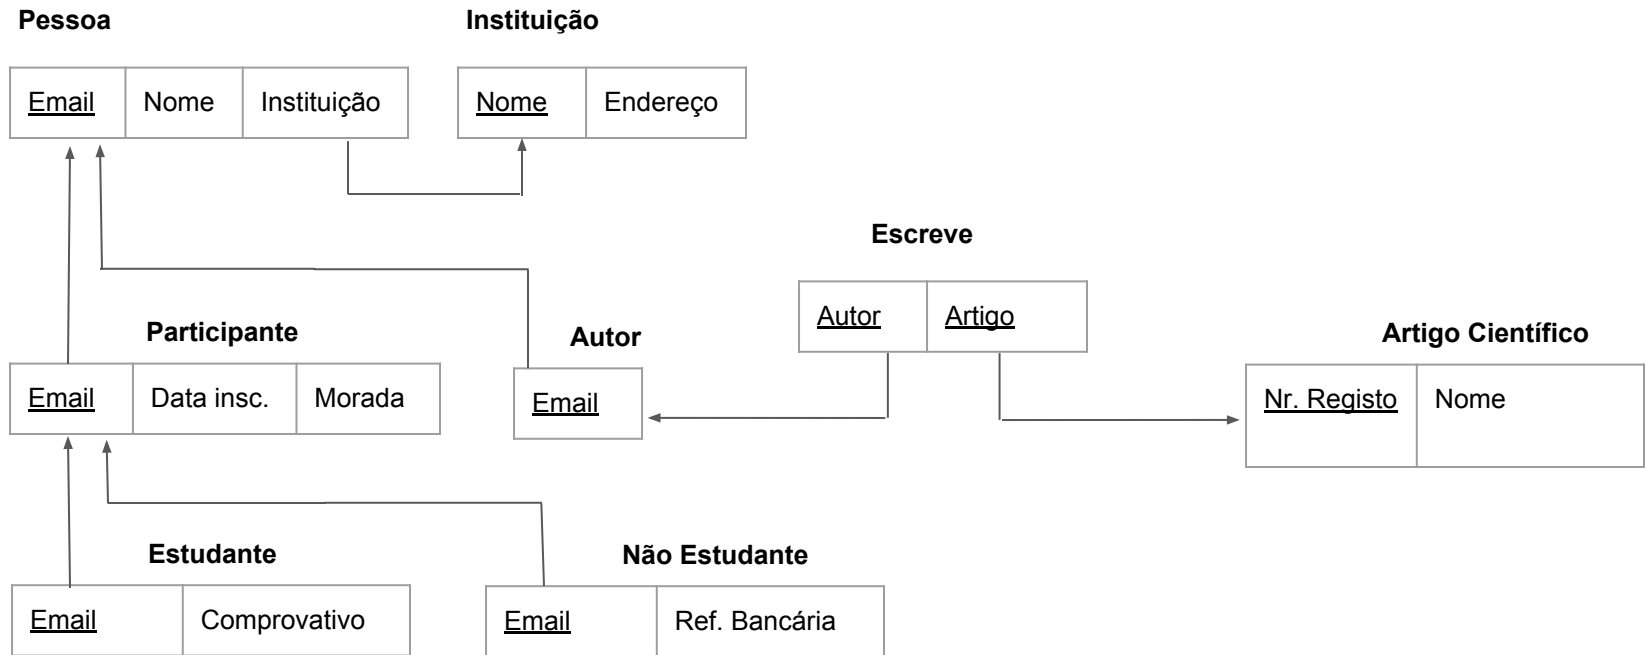 Pessoa
Instituição
Email Nome Instituição
Nome Endereço
Escreve
Autor Artigo
Participante
Autor
Artigo Científico
Email Data insc. Morada
Email
Nr. Registo Nome
Estudante
Não Estudante
Email Comprovativo
Email Ref. Bancária